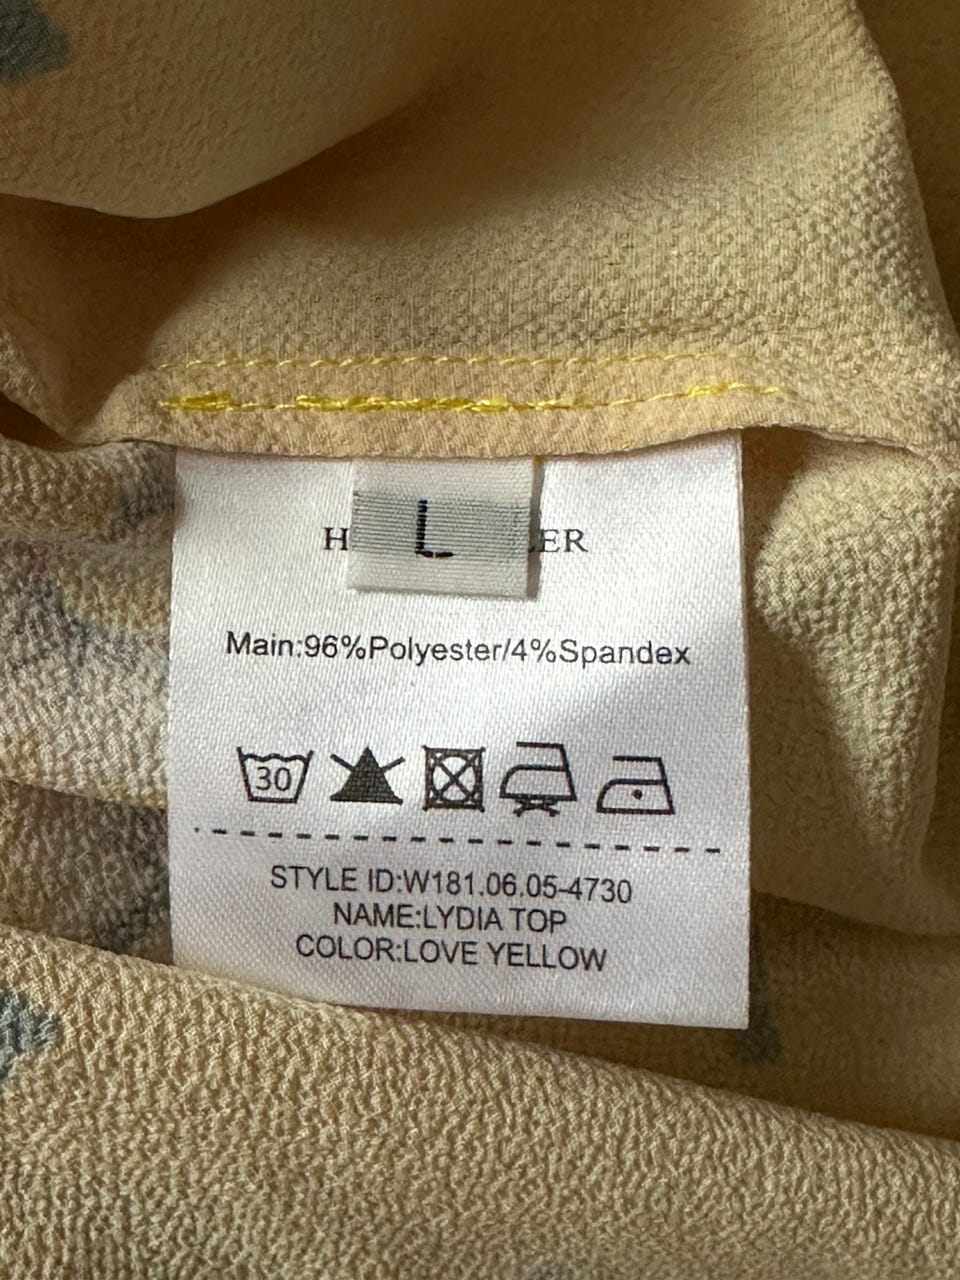 L
Main:96%Polyester/4%Spandex
30
STYLE ID:W181.06.05-4730
NAME:LYDIA TOP
COLOR:LOVE YELLOW